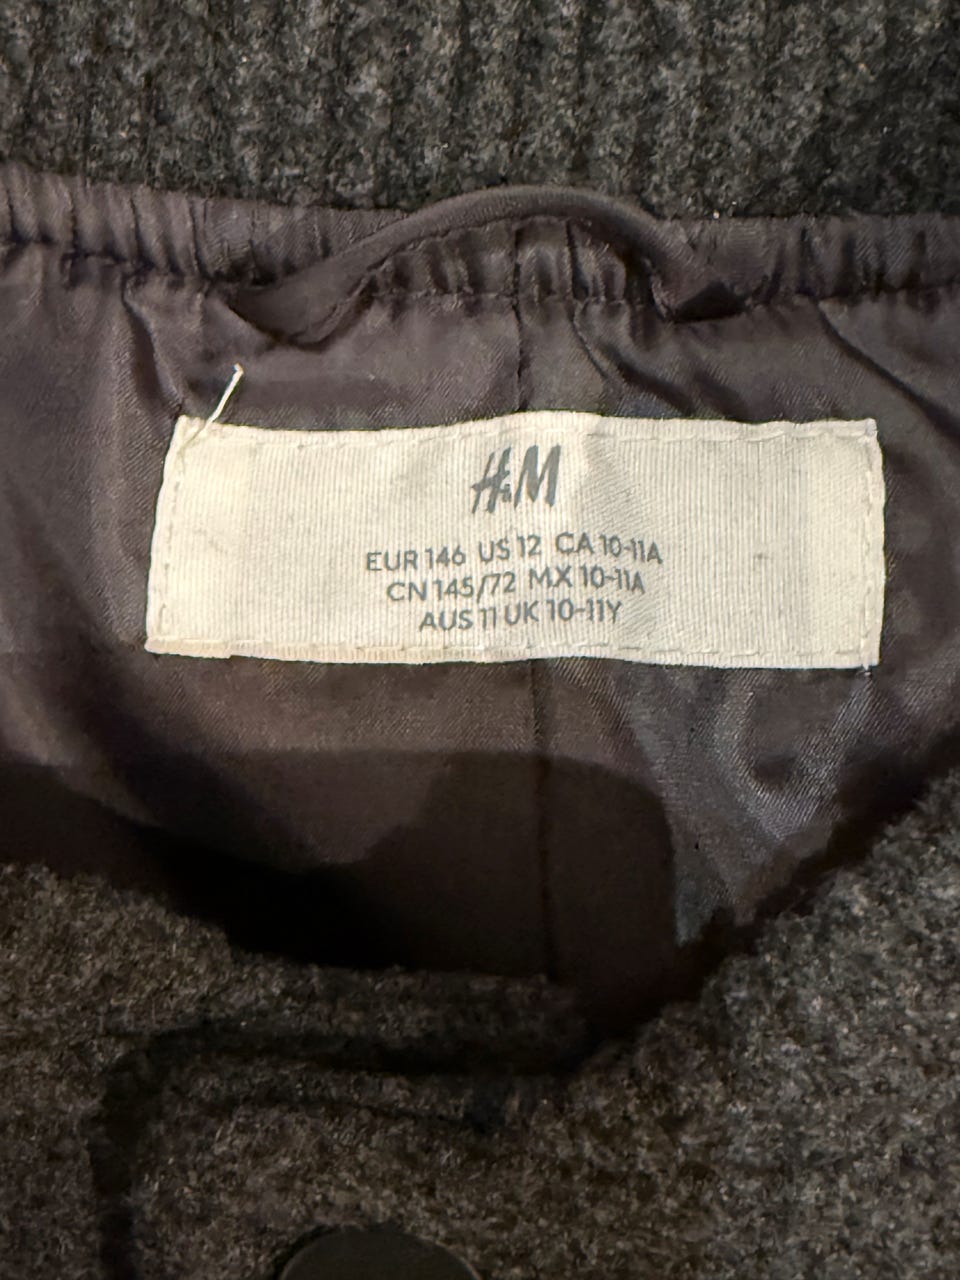 H&M
EUR 146 US 12 CA 10-11A
CN 145/72 MX 10-11A
AUS 11 UK 10-11Y